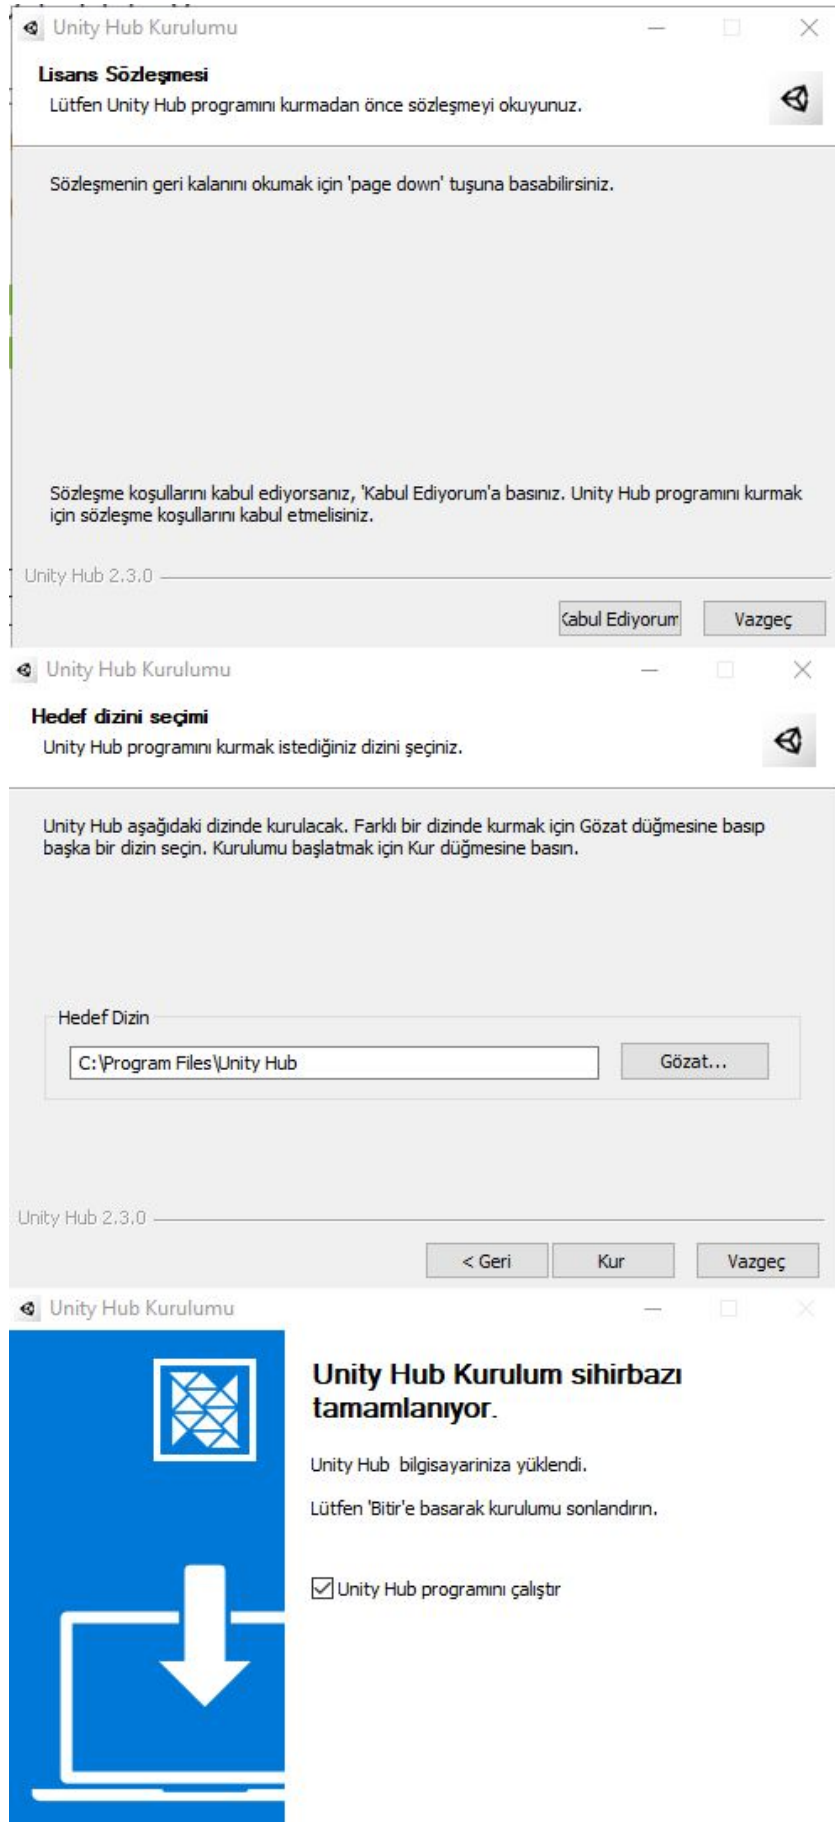 Unity Hub Kurulumu
Lisans Sözleşmesi
Lütfen Unity Hub programını kurmadan önce sözleşmeyi okuyunuz.
Sözleşmenin geri kalanını okumak için 'page down' tuşuna basabilirsiniz.
Sözleşme koşullarını kabul ediyorsanız, 'Kabul Ediyorum'a basınız. Unity Hub programını kurmak
için sözleşme koşullarını kabul etmelisiniz.
Unity Hub 2.3.0
Kabul Ediyorum Vazgeç
Unity Hub Kurulumu
Hedef dizini seçimi
Unity Hub programını kurmak istediğiniz dizini seçiniz.
Unity Hub aşağıdaki dizinde kurulacak. Farklı bir dizinde kurmak için Gözat düğmesine basıp
başka bir dizin seçin. Kurulumu başlatmak için Kur düğmesine basın.
Hedef Dizin
C:\Program Files\Unity Hub Gözat...
Unity Hub 2.3.0
< Geri Kur Vazgeç
Unity Hub Kurulumu
Unity Hub Kurulum sihirbazı
tamamlanıyor.
Unity Hub bilgisayariniza yüklendi.
Lütfen 'Bitir'e basarak kurulumu sonlandırın.
Unity Hub programını çalıştır